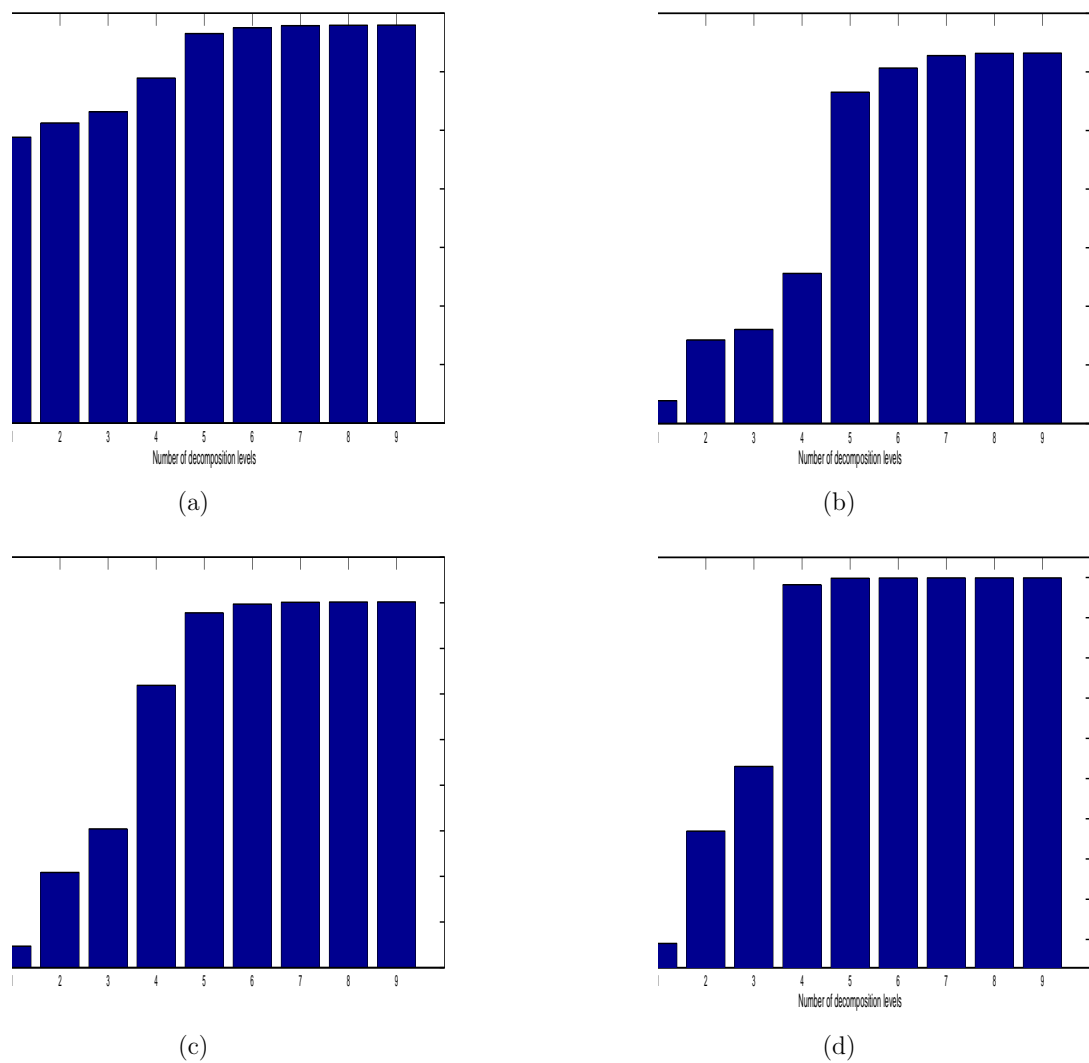 2 3 4 5 6 7 8 9
Number of decomposition levels
(a)
2 3 4 5 6 7 8 9
Number of decomposition levels
(b)
2 3 4 5 6 7 8 9
(c)
2 3 4 5 6 7 8 9
Number of decomposition levels
(d)